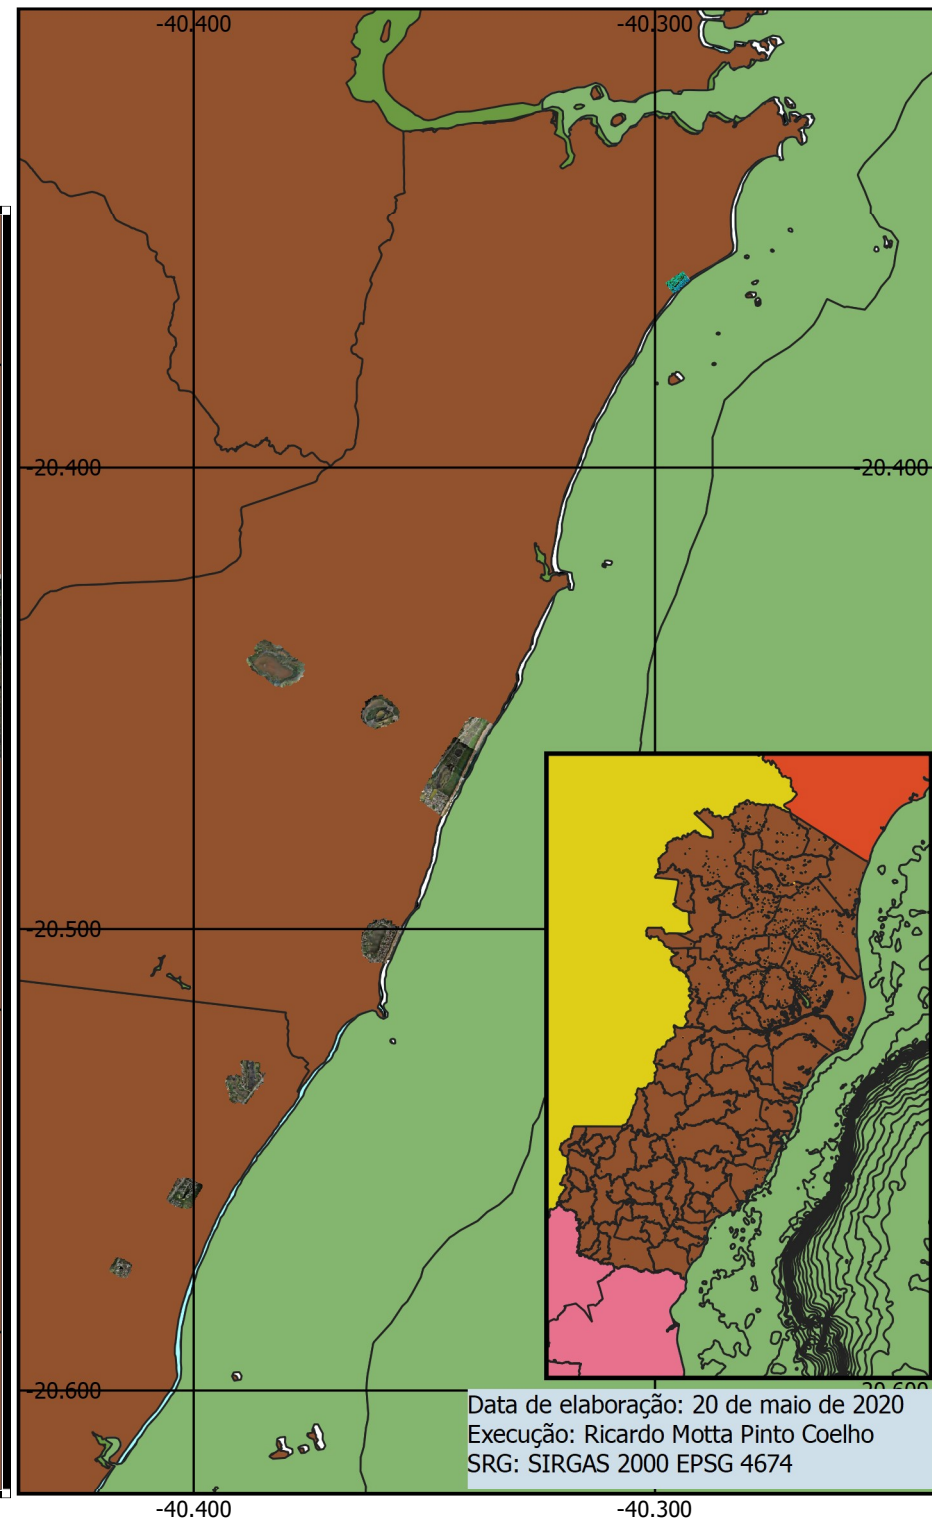 -40.400
-40.300
-20.400
-20.400
-20.500
-20.600
Data de elaboração: 20 de maio de 2020
Execução: Ricardo Motta Pinto Coelho
SRG: SIRGAS 2000 EPSG 4674
-40.400
-40.300